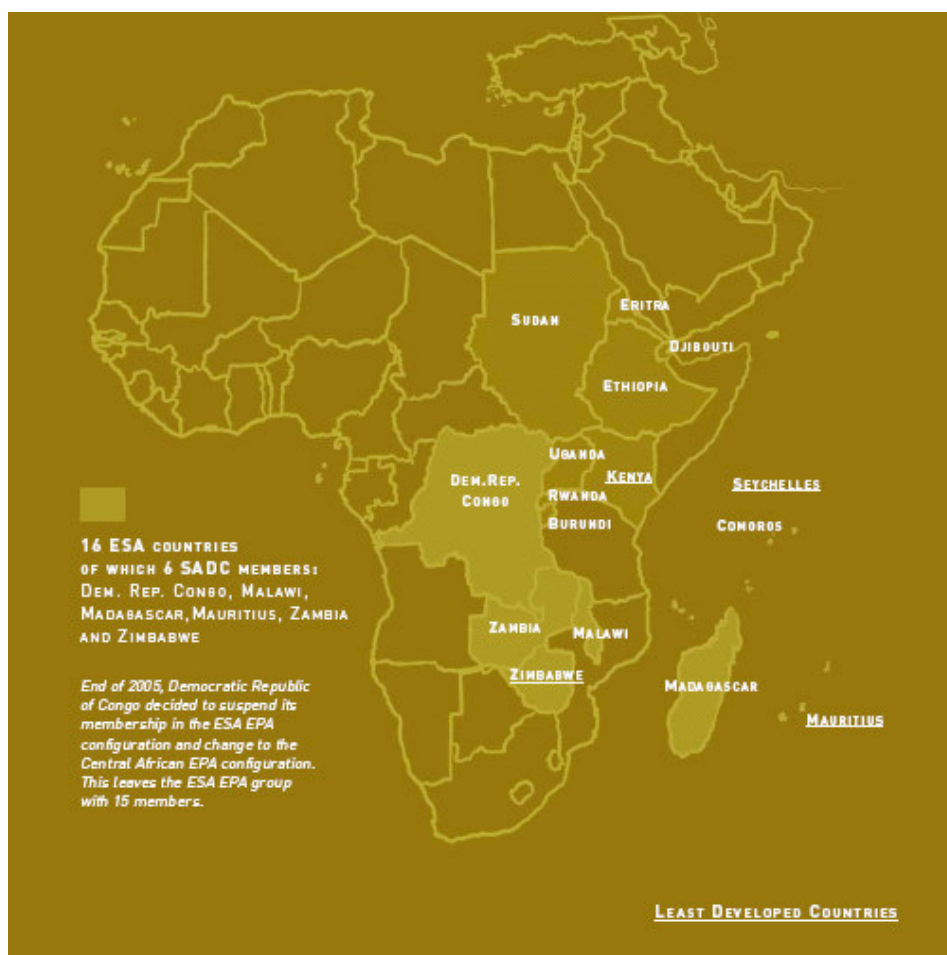 ERITRA
SUDAN
DJIBOUTI
ETHIOPIA
UGANDA
KENYA
DEM.REP.
CONGO
SEYCHELLES
RWANDA
COMOROS
BURUNDI
16 ESA COUNTRIES
OF WHICH 6 SADC MEMBERS:
DEM. REP. CONGO, MALAWI,
MADAGASCAR,MAURITIUS, ZAMBIA
AND ZIMBABWE
ZAMBIA
MALAWI
ZIMBABWE
MADAGASCAR
MAURITIUS
End of 2005, Democratic Republic
of Congo decided to suspend its
membership in the ESA EPA
configuration and change to the
Central African EPA configuration.
This leaves the ESA EPA group
with 15 members.
LEAST DEVELOPED COUNTRIES